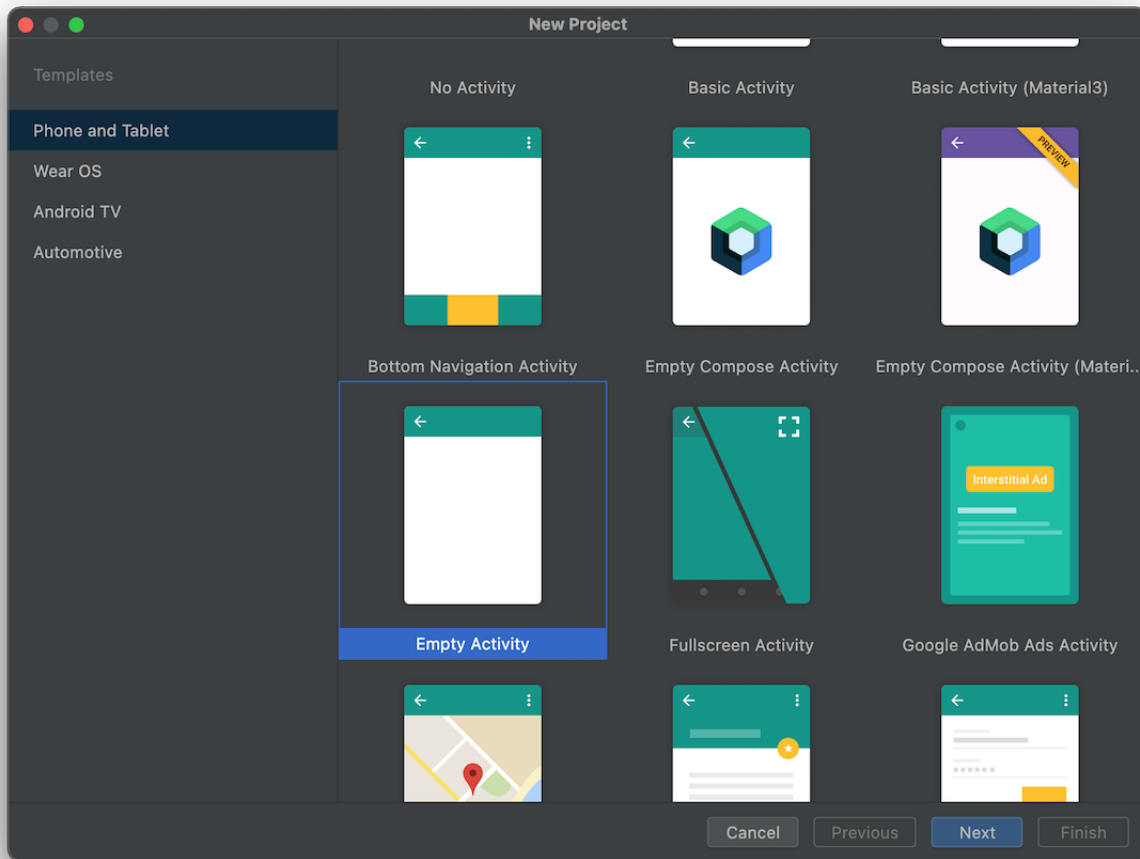 New Project
Templates
Phone and Tablet
Wear OS
Android TV
Automotive
No Activity
Basic Activity
Basic Activity (Material3)
PREVIEW
Bottom Navigation Activity
Empty Compose Activity
Empty Compose Activity (Materi...
Interstitial Ad
Empty Activity
Fullscreen Activity
Google AdMob Ads Activity
Cancel
Previous
Next
Finish